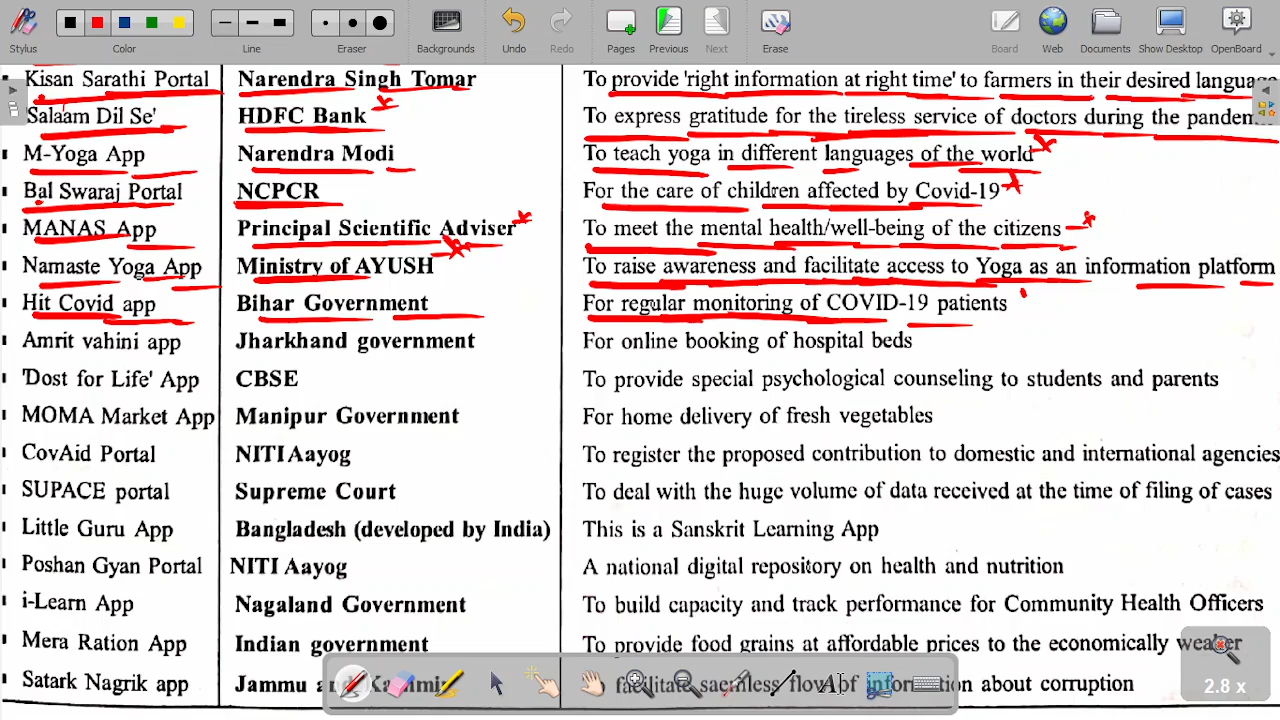 Stylus Color Line Eraser Backgrounds Undo Redo Pages Previous Next Erase Board Web Documents Show Desktop OpenBoard
Kisan Sarathi Portal Narendra Singh Tomar To provide 'right information at right time' to farmers in their desired language
Salaam Dil Se' HDFC Bank To express gratitude for the tireless service of doctors during the pandem
M-Yoga App Narendra Modi To teach yoga in different languages of the world
Bal Swaraj Portal NCPCR For the care of children affected by Covid-19
MANAS App Principal Scientific Adviser To meet the mental health/well-being of the citizens
Namaste Yoga App Ministry of AYUSH To raise awareness and facilitate access to Yoga as an information platform
Hit Covid app Bihar Government For regular monitoring of COVID-19 patients
Amrit vahini app Jharkhand government For online booking of hospital beds
'Dost for Life' App CBSE To provide special psychological counseling to students and parents
MOMA Market App Manipur Government For home delivery of fresh vegetables
CovAid Portal NITI Aayog To register the proposed contribution to domestic and international agencies
SUPACE portal Supreme Court To deal with the huge volume of data received at the time of filing of cases
Little Guru App Bangladesh (developed by India) This is a Sanskrit Learning App
Poshan Gyan Portal NITI Aayog A national digital repository on health and nutrition
i-Learn App Nagaland Government To build capacity and track performance for Community Health Officers
Mera Ration App Indian government To provide food grains at affordable prices to the economically weaker
Satark Nagrik app Jammu and Kashmir facilitate flow of information about corruption
2.8 x